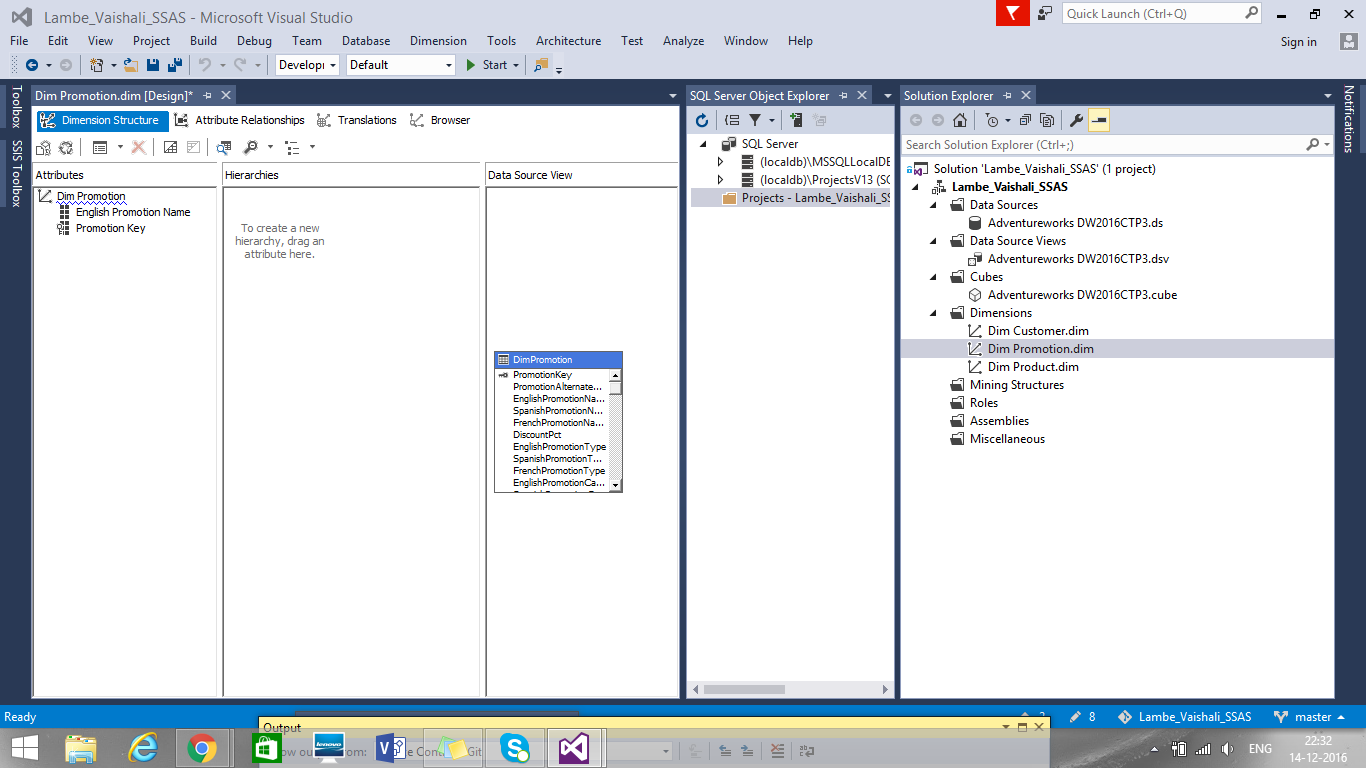 Lambe_Vaishali_SSAS - Microsoft Visual Studio
Quick Launch (Ctrl+Q)
File Edit View Project Build Debug Team Database Dimension Tools Architecture Test Analyze Window Help
Sign in
Developı Default Start
Toolbox
SSIS Toolbox
Dim Promotion.dim [Design]*
Dimension Structure Attribute Relationships Translations Browser
Attributes
Dim Promotion
English Promotion Name
Promotion Key
Hierarchies
To create a new
hierarchy, drag an
attribute here.
Data Source View
DimPromotion
PromotionKey
PromotionAlternate...
EnglishPromotionNa...
SpanishPromotionN...
FrenchPromotionNa...
DiscountPct
EnglishPromotionType
SpanishPromotionT...
FrenchPromotionType
EnglishPromotionCa...
SQL Server Object Explorer
SQL Server
(localdb)\MSSQLLocalDE
(localdb)\ProjectsV13 (SC
Projects - Lambe_Vaishali_SS
Solution Explorer
Search Solution Explorer (Ctrl+;)
Solution 'Lambe_Vaishali_SSAS' (1 project)
Lambe_Vaishali_SSAS
Data Sources
Adventureworks DW2016CTP3.ds
Data Source Views
Adventureworks DW2016CTP3.dsv
Cubes
Adventureworks DW2016CTP3.cube
Dimensions
Dim Customer.dim
Dim Promotion.dim
Dim Product.dim
Mining Structures
Roles
Assemblies
Miscellaneous
Notifications
Ready
8 Lambe_Vaishali_SSAS master
Output
lenovo
ENG
22:32
14-12-2016